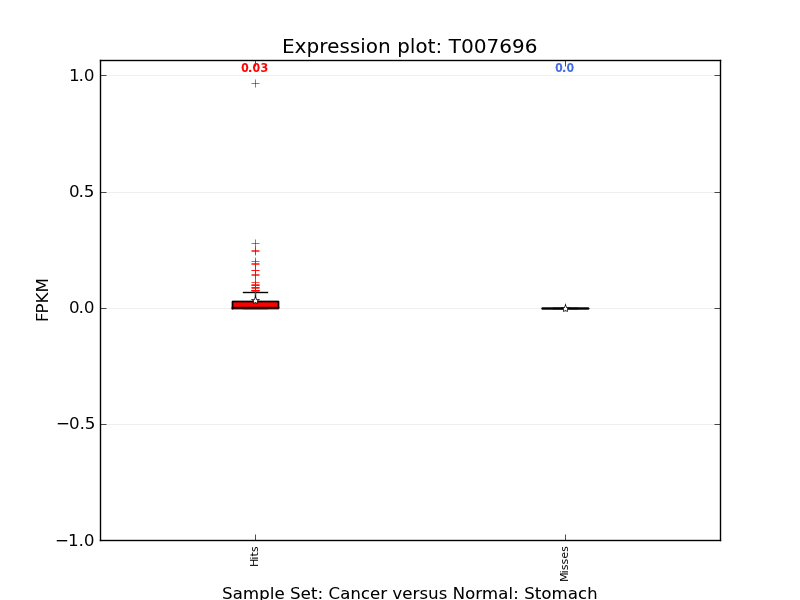 Expression plot: T007696
0.03
0.0
1.0
0.5
0.0
−0.5
−1.0
FPKM
Hits
Misses
Sample Set: Cancer versus Normal: Stomach